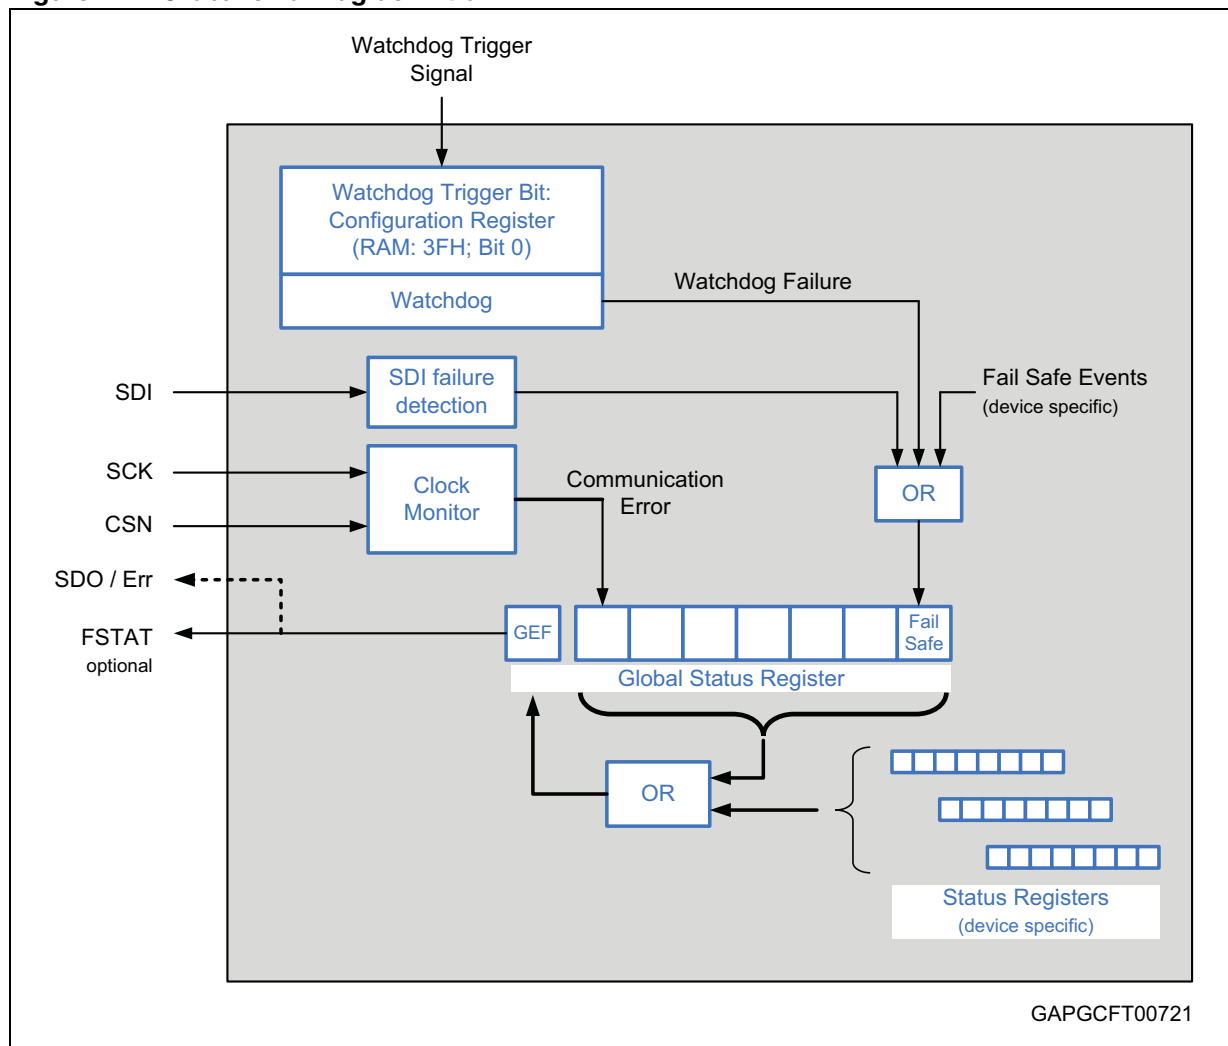 Watchdog Trigger
Signal
Watchdog Trigger Bit:
Configuration Register
(RAM: 3FH; Bit 0)
Watchdog
Watchdog Failure
SDI
SDI failure
detection
Fail Safe Events
(device specific)
SCK
CSN
Clock
Monitor
Communication
Error
OR
SDO / Err
FSTAT
optional
GEF
Fail
Safe
Global Status Register
OR
Status Registers
(device specific)
GAPGCFT00721